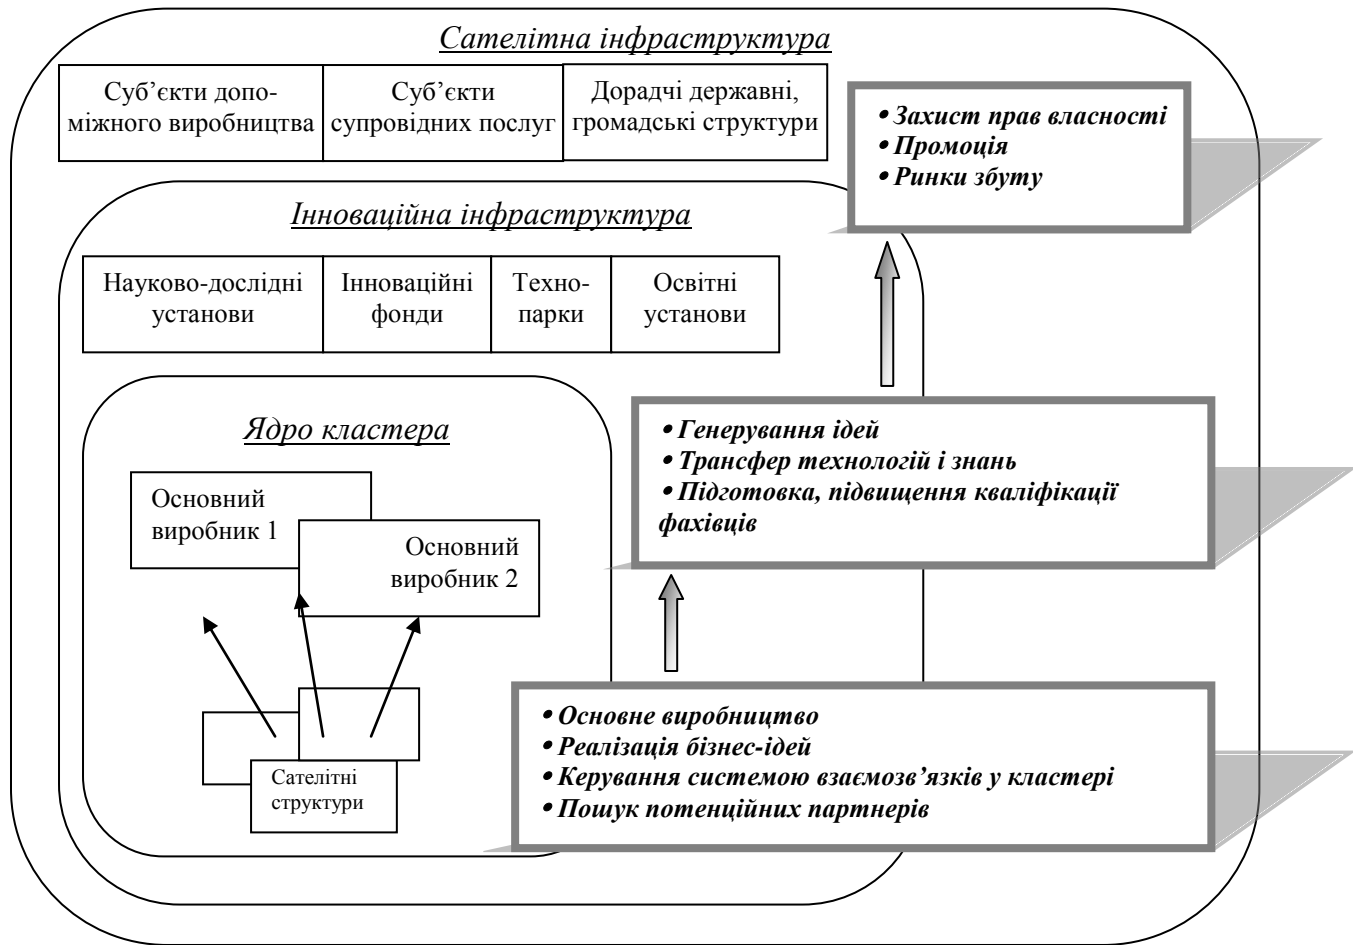 Сателітна інфраструктура
Суб’єкти допо-
міжного виробництва
Суб’єкти
супровідних послуг
Дорадчі державні,
громадські структури
• Захист прав власності
• Промоція
• Ринки збуту
Інноваційна інфраструктура
Науково-дослідні
установи
Інноваційні
фонди
Техно-
парки
Освітні
установи
Ядро кластера
Основний
виробник 1
Основний
виробник 2
• Генерування ідей
• Трансфер технологій і знань
• Підготовка, підвищення кваліфікації
фахівців
Сателітні
структури
• Основне виробництво
• Реалізація бізнес-ідей
• Керування системою взаємозв’язків у кластері
• Пошук потенційних партнерів